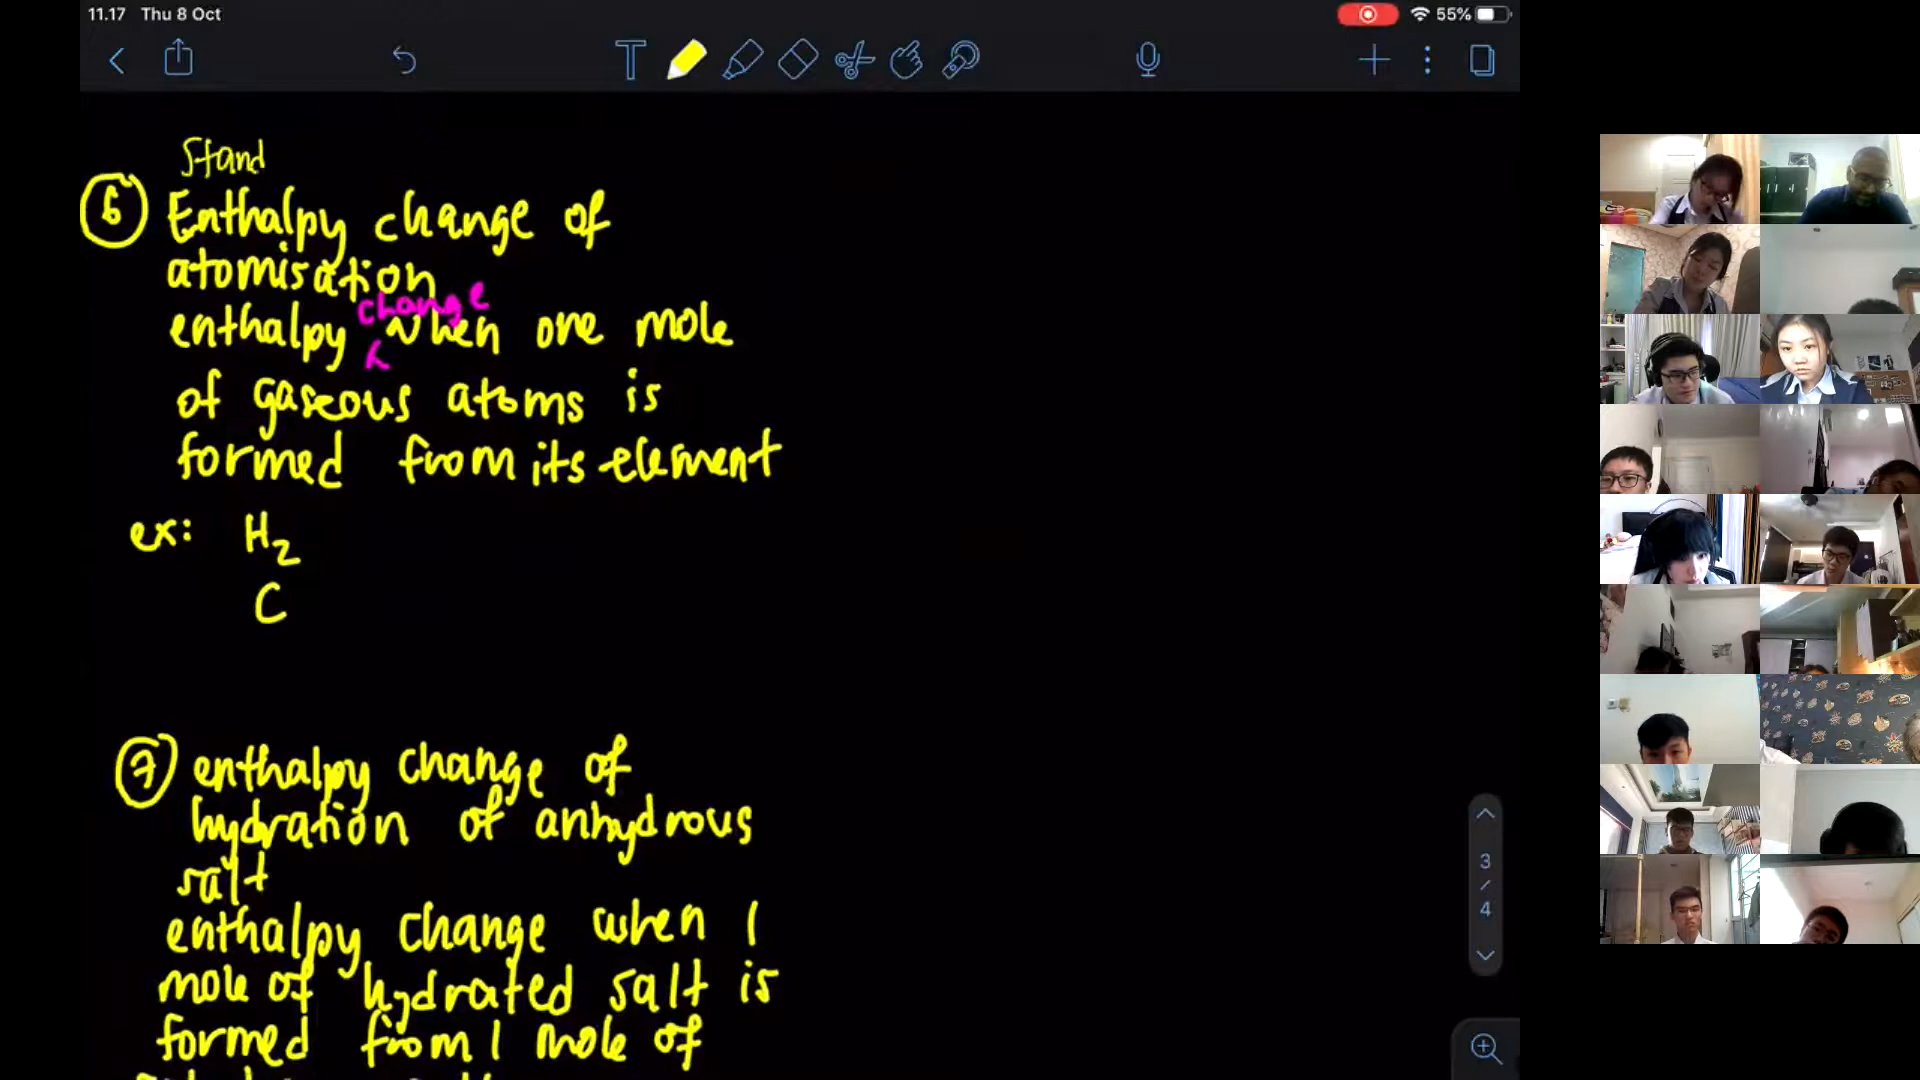 11.17 Thu 8 Oct
55%
T
Stand
6 Enthalpy change of
atomisation
change
enthalpy when one mole
of gaseous atoms is
formed from its element
ex: H2
C
7 enthalpy change of
hydration of anhydrous
salt
enthalpy change when 1
mole of hydrated salt is
formed from 1 mole of
3
/
4